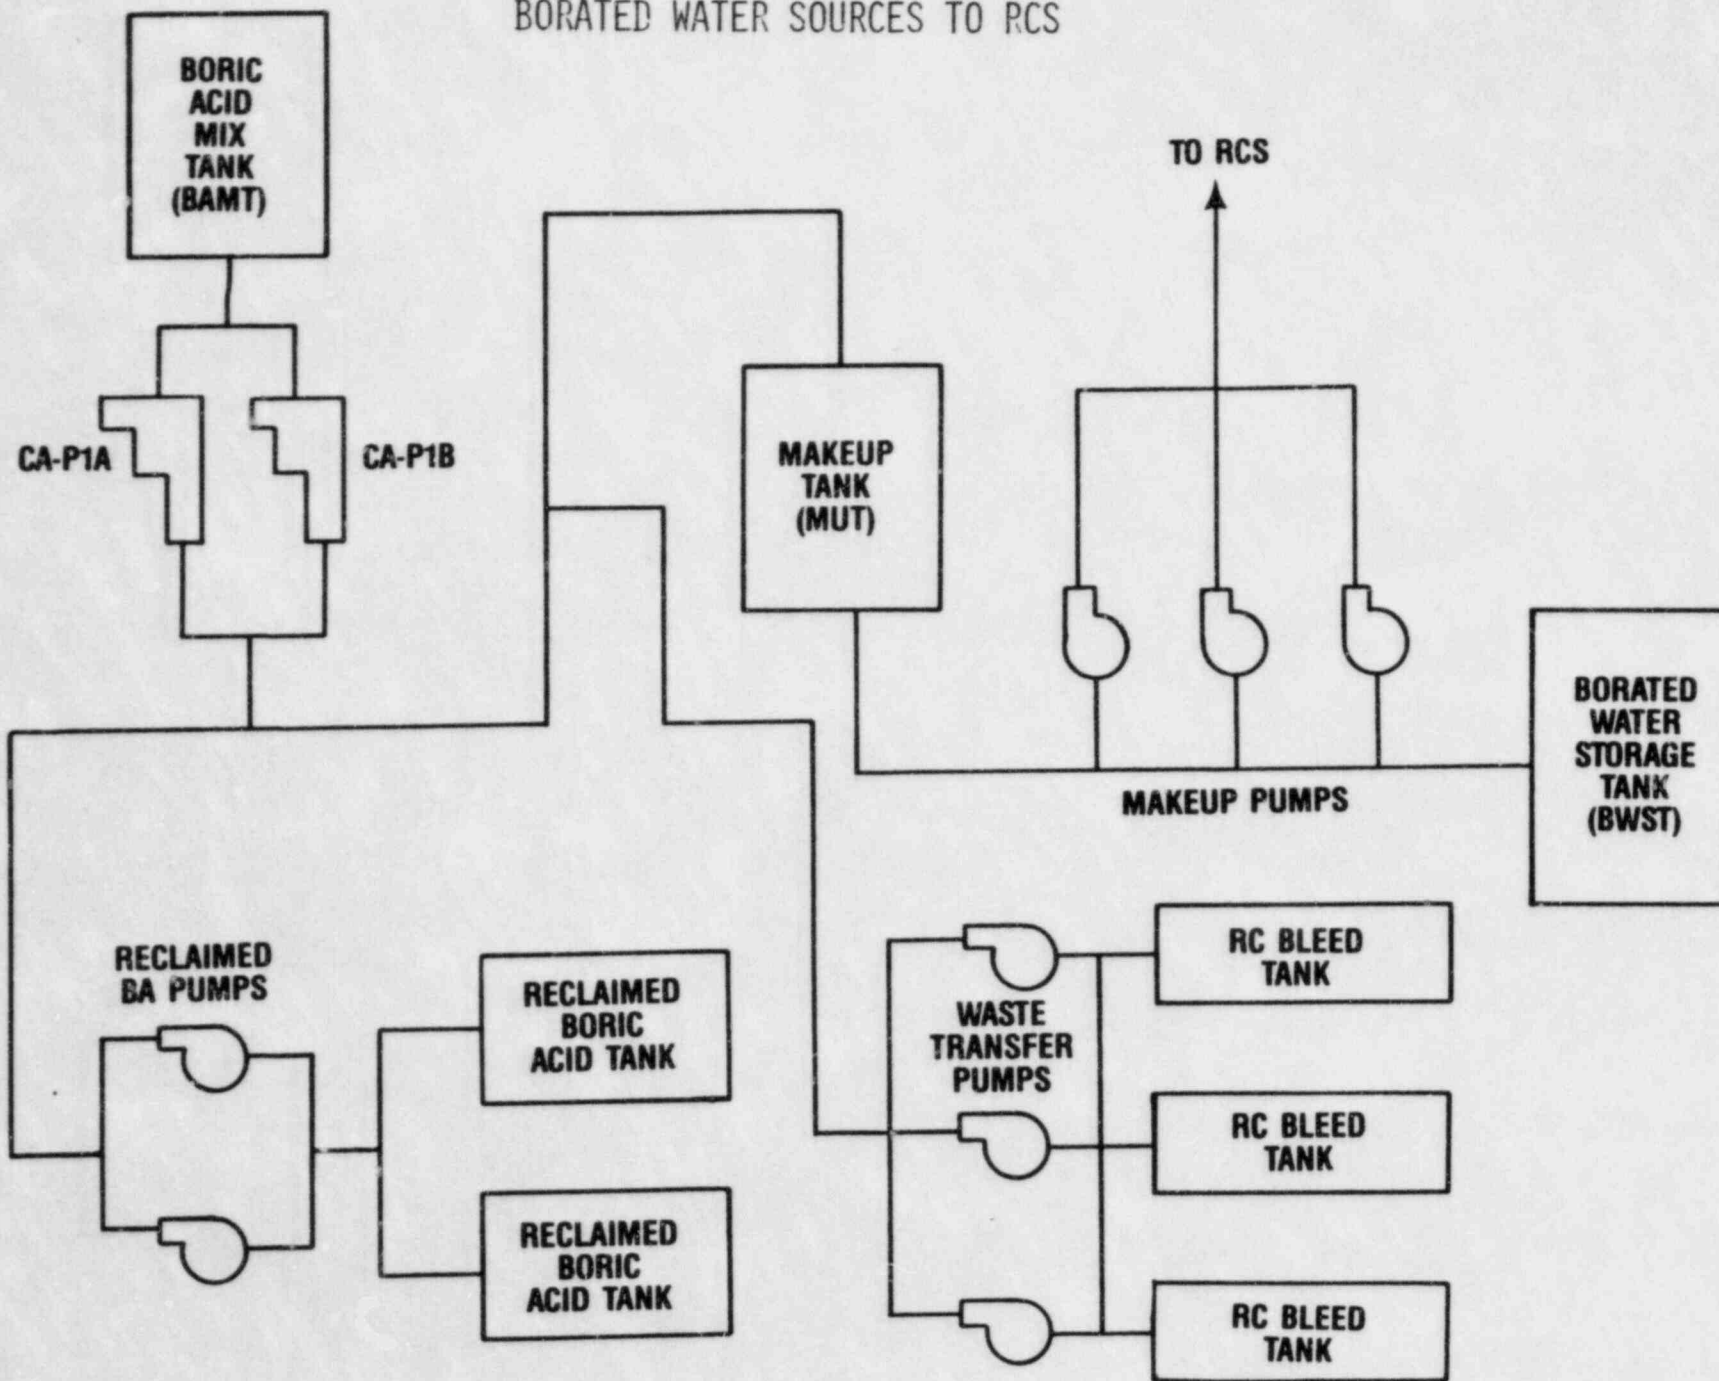 BORATED WATER SOURCES TO RCS
BORIC
ACID
MIX
TANK
(BAMT)
TO RCS
CA-P1A
CA-P1B
MAKEUP
TANK
(MUT)
BORATED
WATER
STORAGE
TANK
(BWST)
MAKEUP PUMPS
RECLAIMED
BA PUMPS
RECLAIMED
BORIC
ACID TANK
RECLAIMED
BORIC
ACID TANK
WASTE
TRANSFER
PUMPS
RC BLEED
TANK
RC BLEED
TANK
RC BLEED
TANK